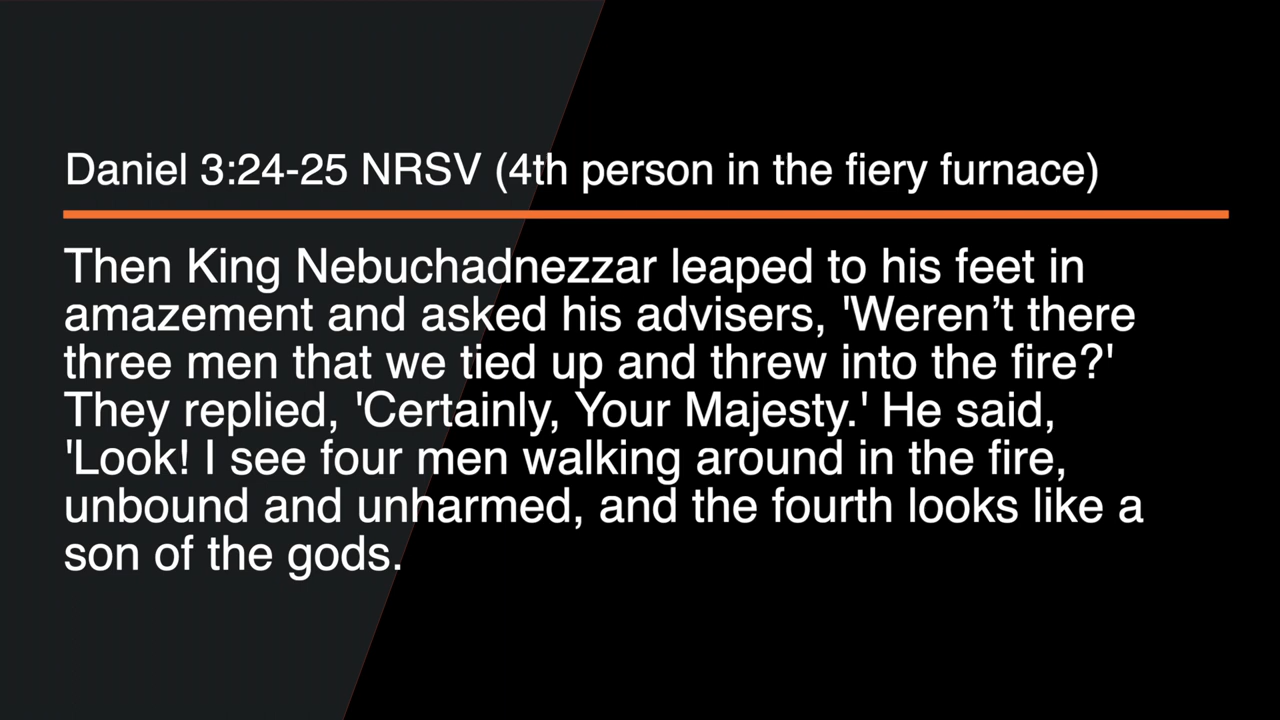 Daniel 3:24-25 NRSV (4th person in the fiery furnace)
Then King Nebuchadnezzar leaped to his feet in
amazement and asked his advisers, 'Weren’t there
three men that we tied up and threw into the fire?'
They replied, 'Certainly, Your Majesty.' He said,
'Look! I see four men walking around in the fire,
unbound and unharmed, and the fourth looks like a
son of the gods.